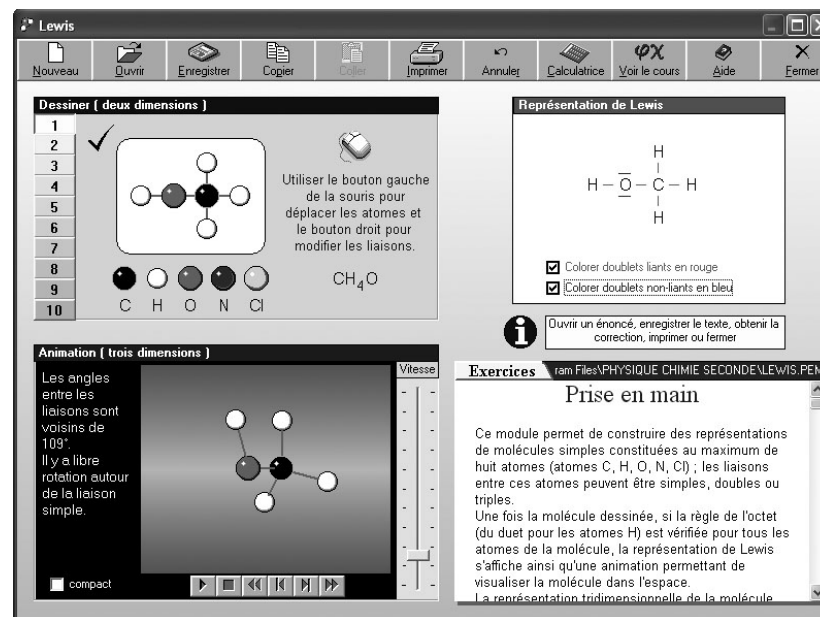 Lewis
Nouveau Ouvrir Enregistrer Copier Coller Imprimer Annuler Calculatrice Voir le cours Aide Fermer
φχ
Dessiner ( deux dimensions )
1
2
3
4
5
6
7
8
9
10
Utiliser le bouton gauche
de la souris pour
déplacer les atomes et
le bouton droit pour
modifier les liaisons.
C H O N Cl
CH4O
Représentation de Lewis
H
H – O – C – H
H
Colorer doublets liants en rouge
Colorer doublets non-liants en bleu
Ouvrir un énoncé, enregistrer le texte, obtenir la
correction, imprimer ou fermer
Animation ( trois dimensions )
Les angles
entre les
liaisons sont
voisins de
109°.
Il y a libre
rotation autour
de la liaison
simple.
compact
Vitesse
Exercices ram Files\PHYSIQUE CHIMIE SECONDE\LEWIS.PEM
Prise en main
Ce module permet de construire des représentations
de molécules simples constituées au maximum de
huit atomes (atomes C, H, O, N, Cl) ; les liaisons
entre ces atomes peuvent être simples, doubles ou
triples.
Une fois la molécule dessinée, si la règle de l'octet
(du duet pour les atomes H) est vérifiée pour tous les
atomes de la molécule, la représentation de Lewis
s'affiche ainsi qu'une animation permettant de
visualiser la molécule dans l'espace.
La représentation tridimensionnelle de la molécule